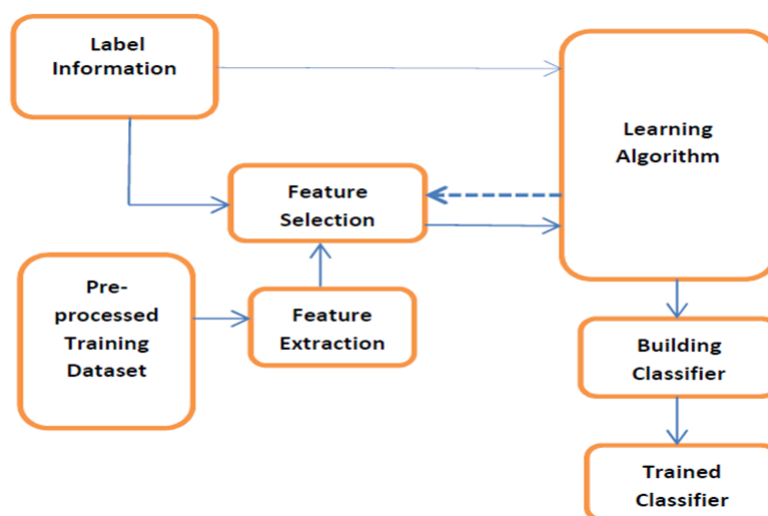 Label
Information
Learning
Algorithm
Feature
Selection
Pre-
processed
Training
Dataset
Feature
Extraction
Building
Classifier
Trained
Classifier